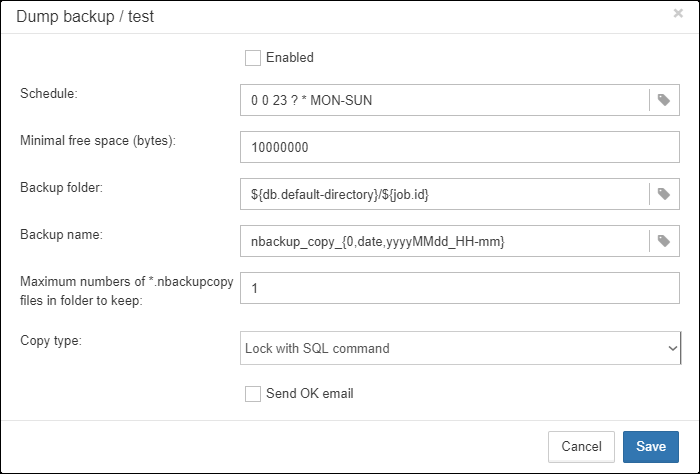 Dump backup / test
×
Enabled
Schedule:
0 0 23 ? * MON-SUN
Minimal free space (bytes):
10000000
Backup folder:
${db.default-directory}/${job.id}
Backup name:
nbackup_copy_{0,date,yyyyMMdd_HH-mm}
Maximum numbers of *.nbackupcopy
files in folder to keep:
1
Copy type:
Lock with SQL command
Send OK email
Cancel
Save